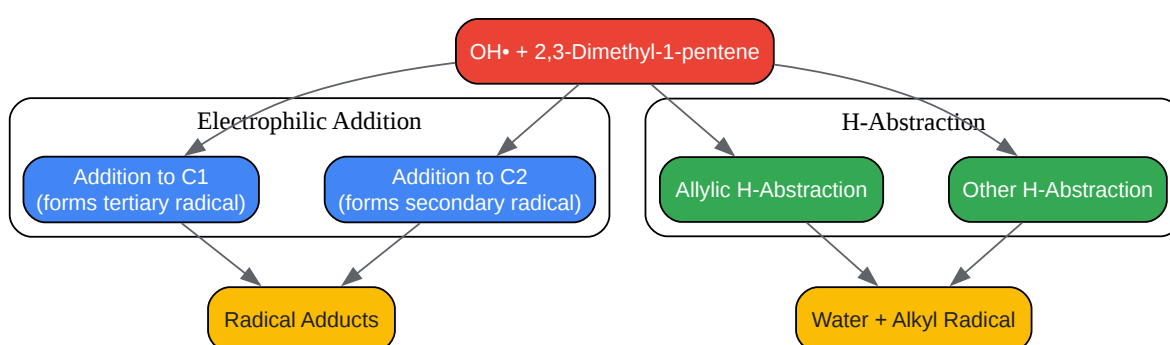 OH• + 2,3-Dimethyl-1-pentene
Electrophilic Addition
H-Abstraction
Addition to C1
(forms tertiary radical)
Addition to C2
(forms secondary radical)
Allylic H-Abstraction
Other H-Abstraction
Radical Adducts
Water + Alkyl Radical